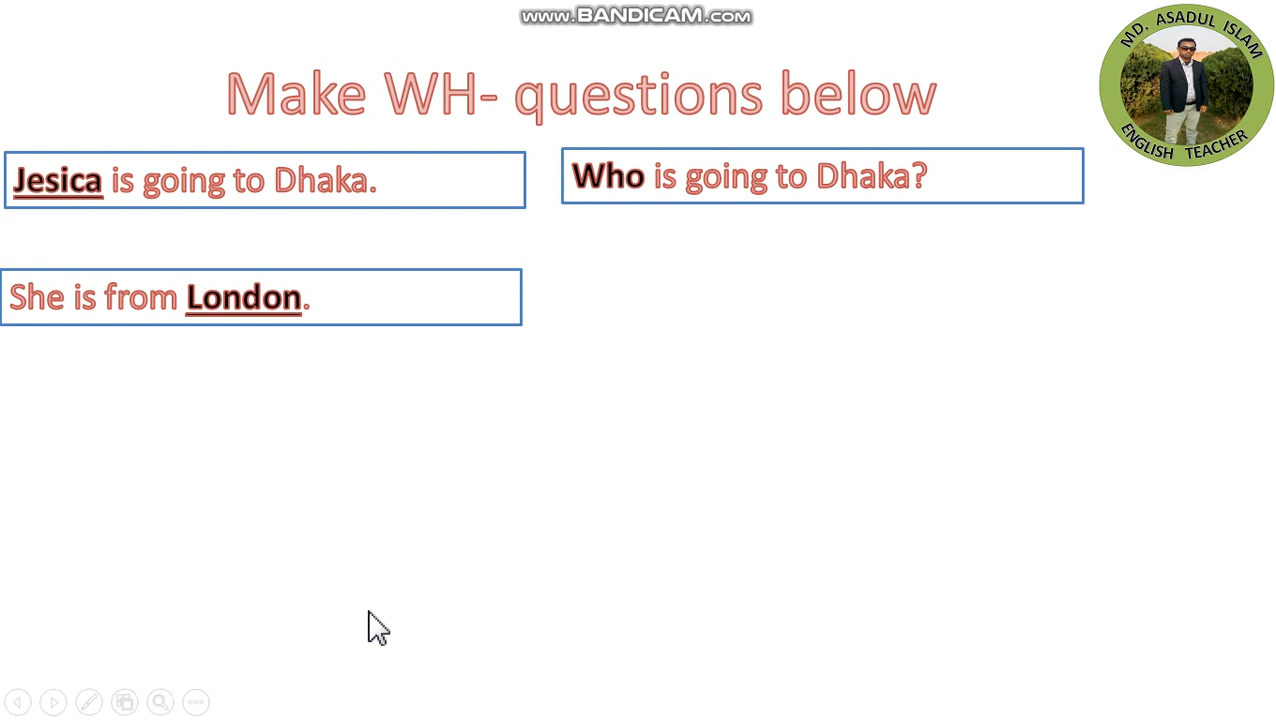 www.BANDICAM.com
MD. ASADUL ISLAM
ENGLISH TEACHER
Make WH- questions below
Jesica is going to Dhaka.
Who is going to Dhaka?
She is from London.